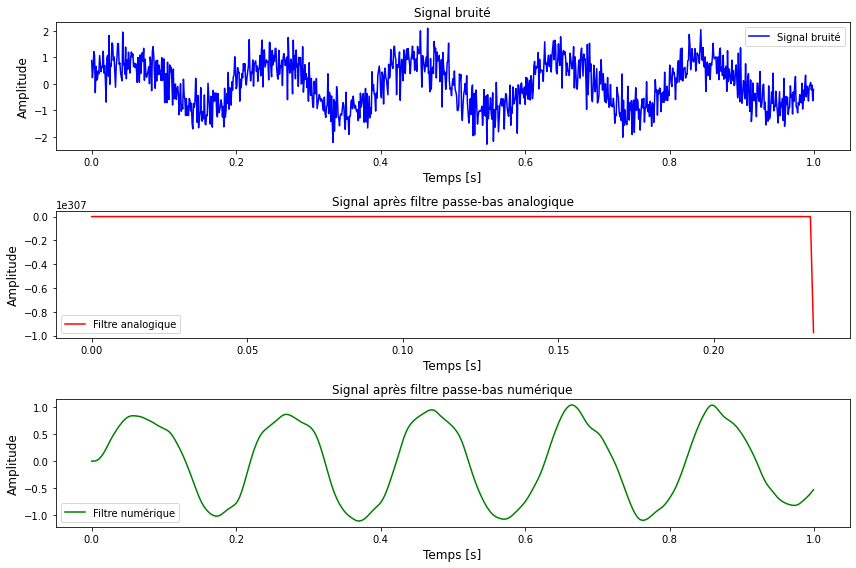 Signal bruité
2
1
0
−1
−2
Amplitude
Signal bruité
0.0 0.2 0.4 0.6 0.8 1.0
Temps [s]
1e307
Signal après filtre passe-bas analogique
0.0
−0.2
−0.4
−0.6
−0.8
−1.0
Amplitude
Filtre analogique
0.00 0.05 0.10 0.15 0.20
Temps [s]
Signal après filtre passe-bas numérique
1.0
0.5
0.0
−0.5
−1.0
Amplitude
Filtre numérique
0.0 0.2 0.4 0.6 0.8 1.0
Temps [s]